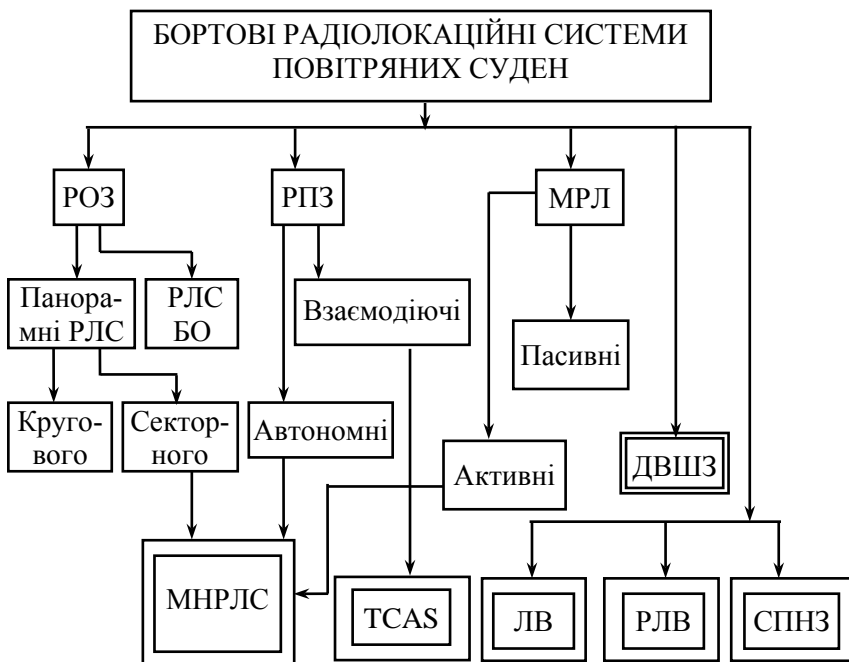 БОРТОВІ РАДІОЛОКАЦІЙНІ СИСТЕМИ
ПОВІТРЯНИХ СУДЕН
РОЗ
РПЗ
МРЛ
Панора-
мні РЛС
РЛС
БО
Взаємодіючі
Пасивні
Круго-
вого
Сектор-
ного
Автономні
Активні
ДВШЗ
МНРЛС
TCAS
ЛВ
РЛВ
СПНЗ